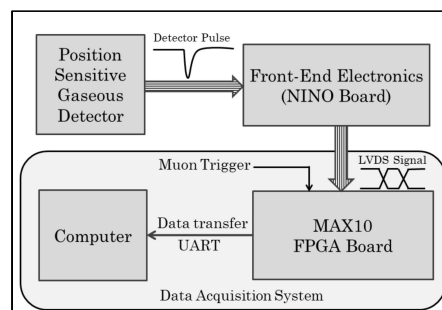 Position
Sensitive
Gaseous
Detector
Detector Pulse
Front-End Electronics
(NINO Board)
Muon Trigger
LVDS Signal
Computer
Data transfer
UART
MAX10
FPGA Board
Data Acquisition System